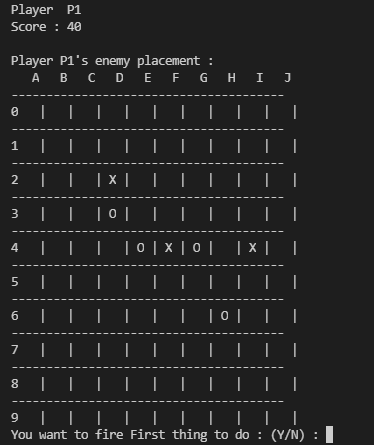 Player  P1
Score : 40
Player P1's enemy placement :
   A   B   C   D   E   F   G   H   I   J
---------------------------------------
0   |   |   |   |   |   |   |   |   |   |
---------------------------------------
1   |   |   |   |   |   |   |   |   |   |
---------------------------------------
2   |   |   | X |   |   |   |   |   |   |
---------------------------------------
3   |   |   | O |   |   |   |   |   |   |
---------------------------------------
4   |   |   |   | O | X | O |   | X |   |
---------------------------------------
5   |   |   |   |   |   |   |   |   |   |
---------------------------------------
6   |   |   |   |   |   |   | O |   |   |
---------------------------------------
7   |   |   |   |   |   |   |   |   |   |
---------------------------------------
8   |   |   |   |   |   |   |   |   |   |
---------------------------------------
9   |   |   |   |   |   |   |   |   |   |
You want to fire First thing to do : (Y/N) :